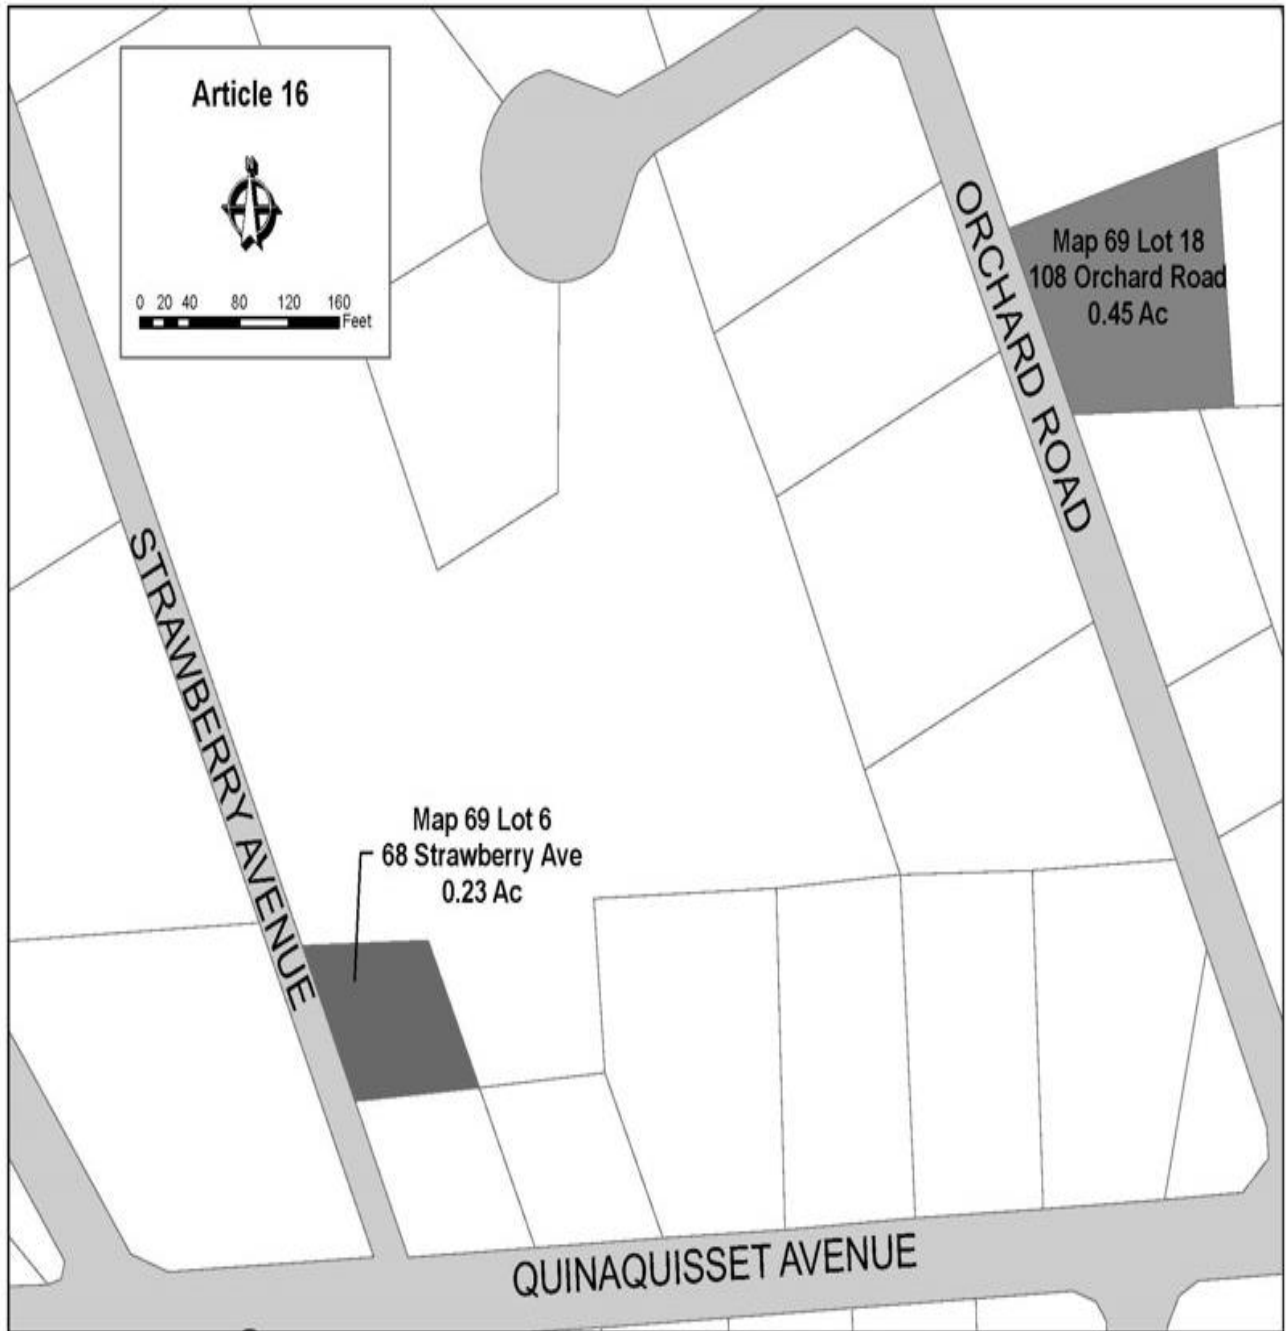 Article 16
N
0 20 40 80 120 160
Feet
ORCHARD ROAD
Map 69 Lot 18
108 Orchard Road
0.45 Ac
STRAWBERRY AVENUE
Map 69 Lot 6
68 Strawberry Ave
0.23 Ac
QUINAQUISSET AVENUE